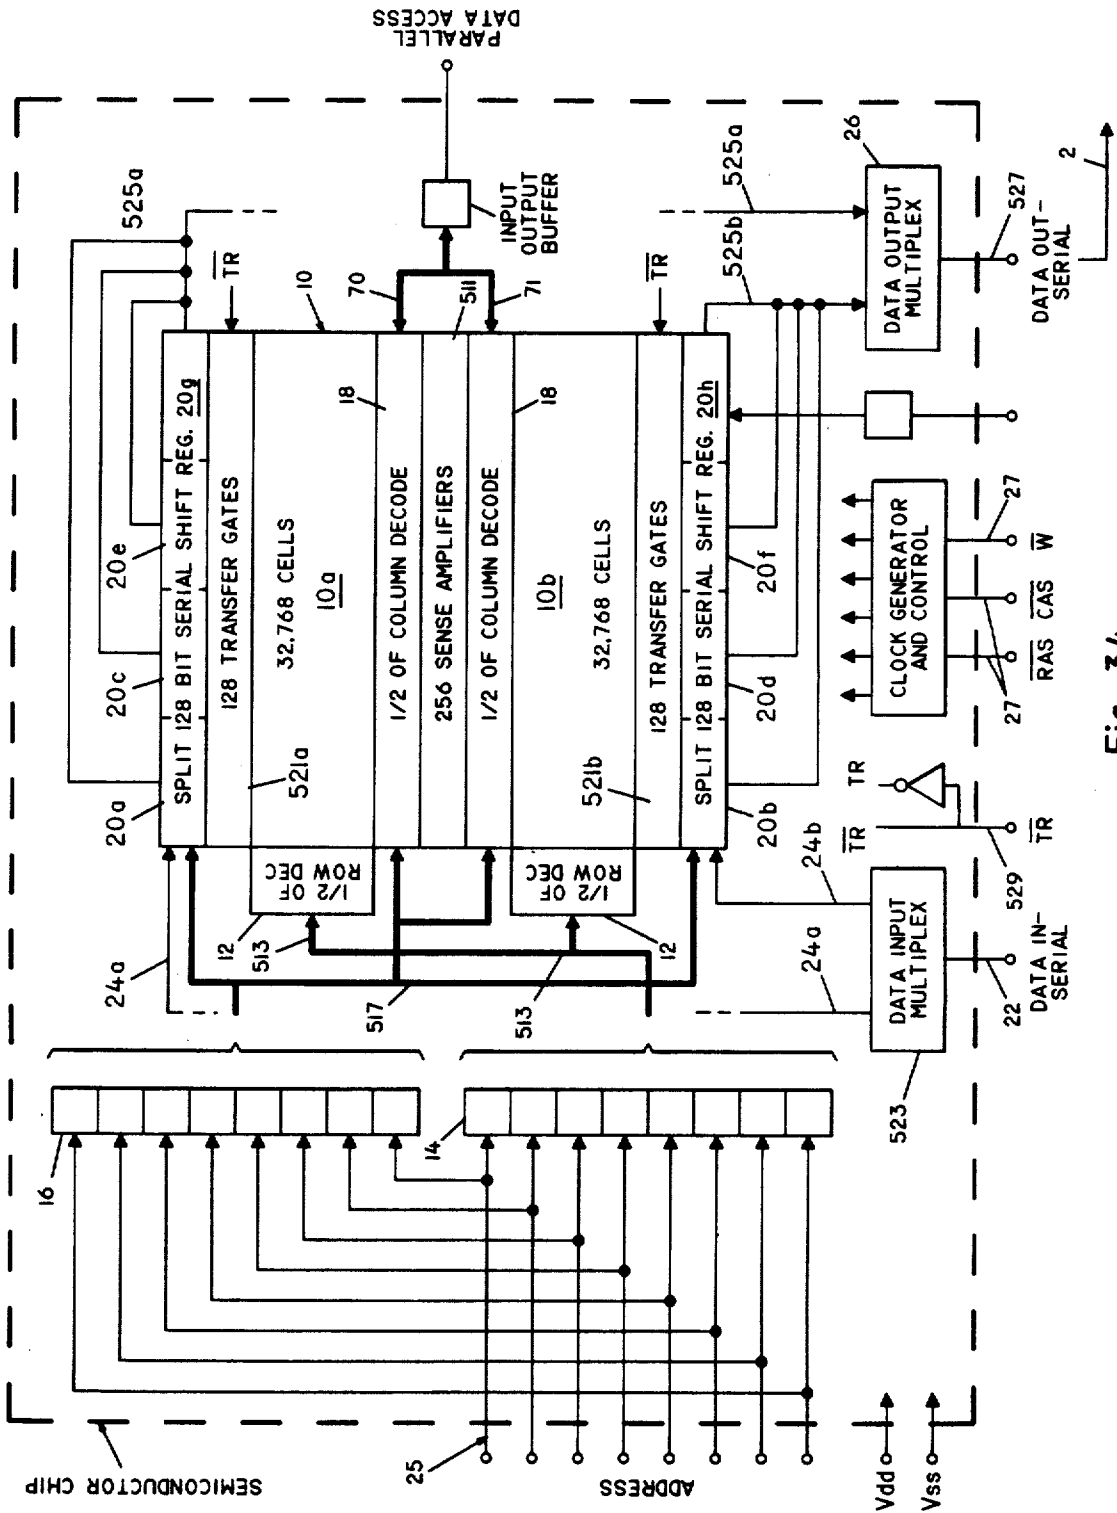 SEMICONDUCTOR CHIP
16
14
25
ADDRESS
Vdd
Vss
24a
513
12
517
513
12
24a
24b
523
DATA INPUT
MULTIPLEX
22
DATA IN-
SERIAL
1/2 OF
ROW DEC
1/2 OF
ROW DEC
20a
20c
20e
SPLIT 128 BIT SERIAL SHIFT REG. 20g
128 TRANSFER GATES
521a
32,768 CELLS
10a
18
1/2 OF COLUMN DECODE
256 SENSE AMPLIFIERS
511
1/2 OF COLUMN DECODE
18
10b
32,768 CELLS
521b
128 TRANSFER GATES
SPLIT 128 BIT SERIAL SHIFT REG. 20h
20b
20d
20f
525a
TR
10
70
71
INPUT
OUTPUT
BUFFER
PARALLEL
DATA ACCESS
TR
525b
525a
26
DATA OUTPUT
MULTIPLEX
527
DATA OUT-
SERIAL
2
TR
TR
529
TR
CLOCK GENERATOR
AND CONTROL
27
RAS
CAS
W
27